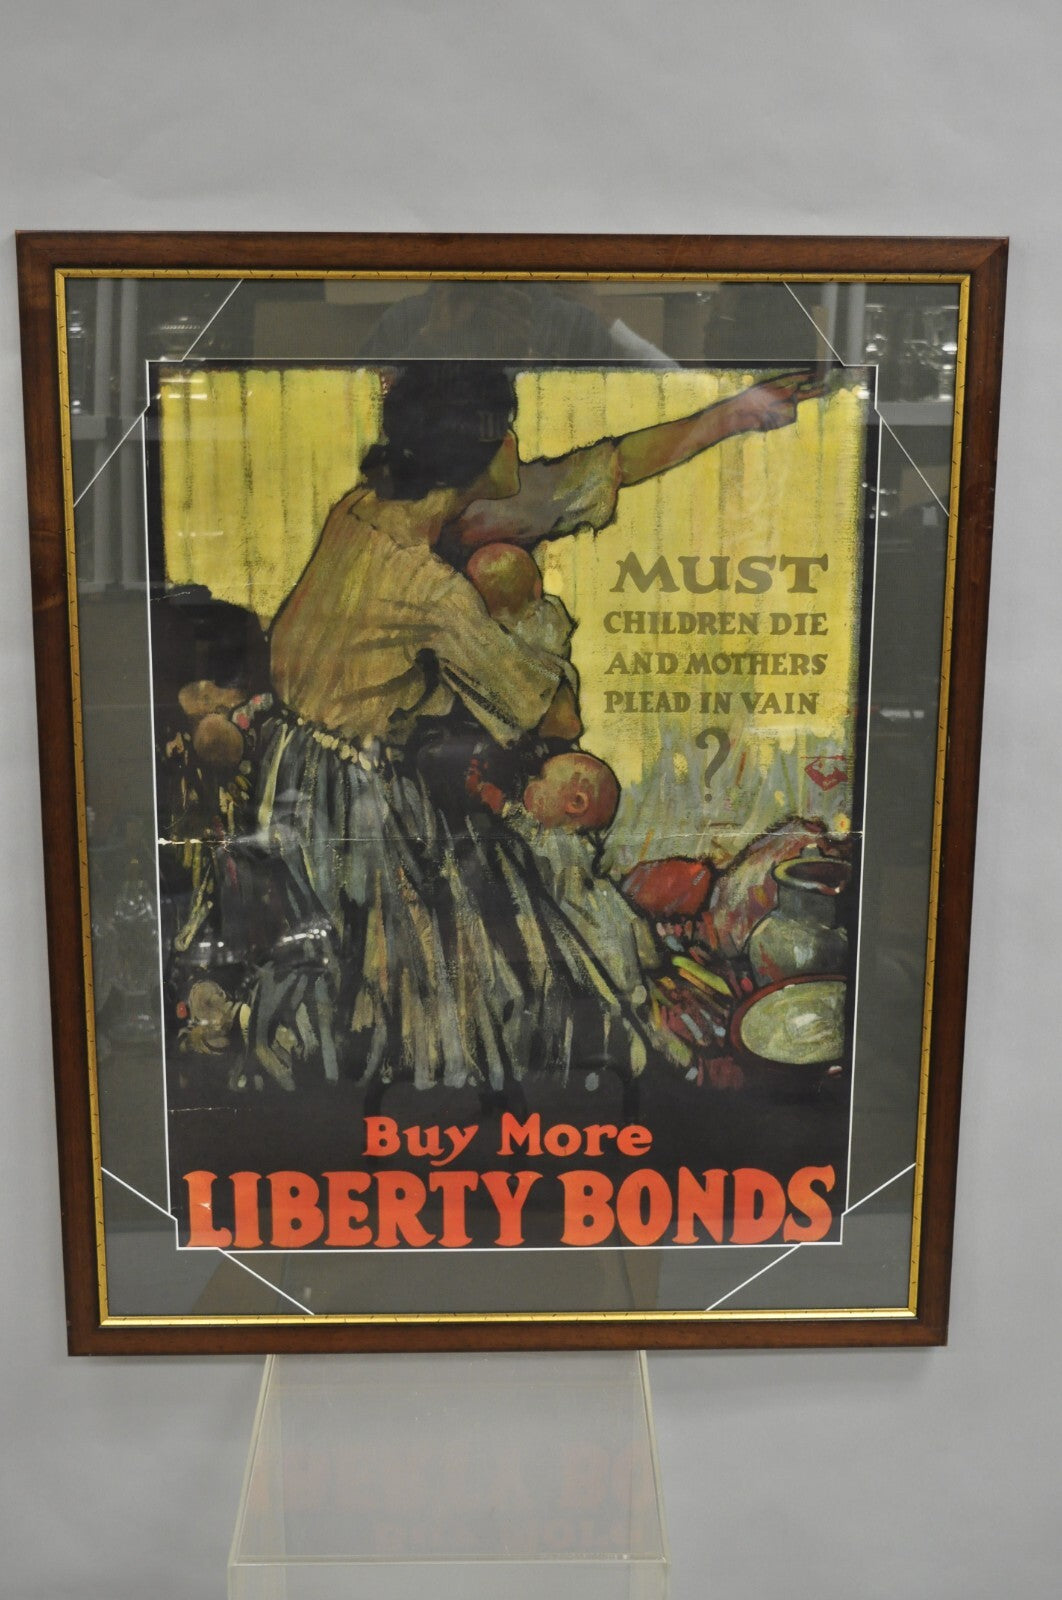 MUST
CHILDREN DIE
AND MOTHERS
PLEAD IN VAIN
?
Buy More
LIBERTY BONDS